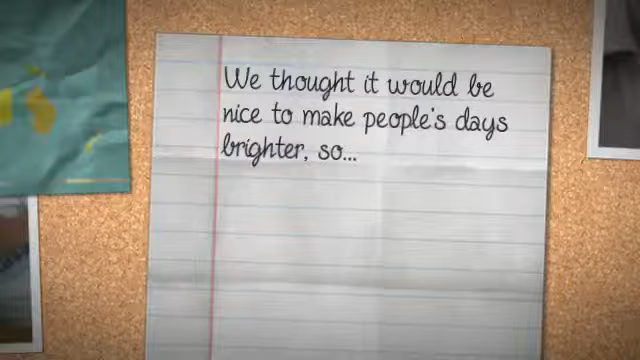 We thought it would be
nice to make people's days
brighter, so...